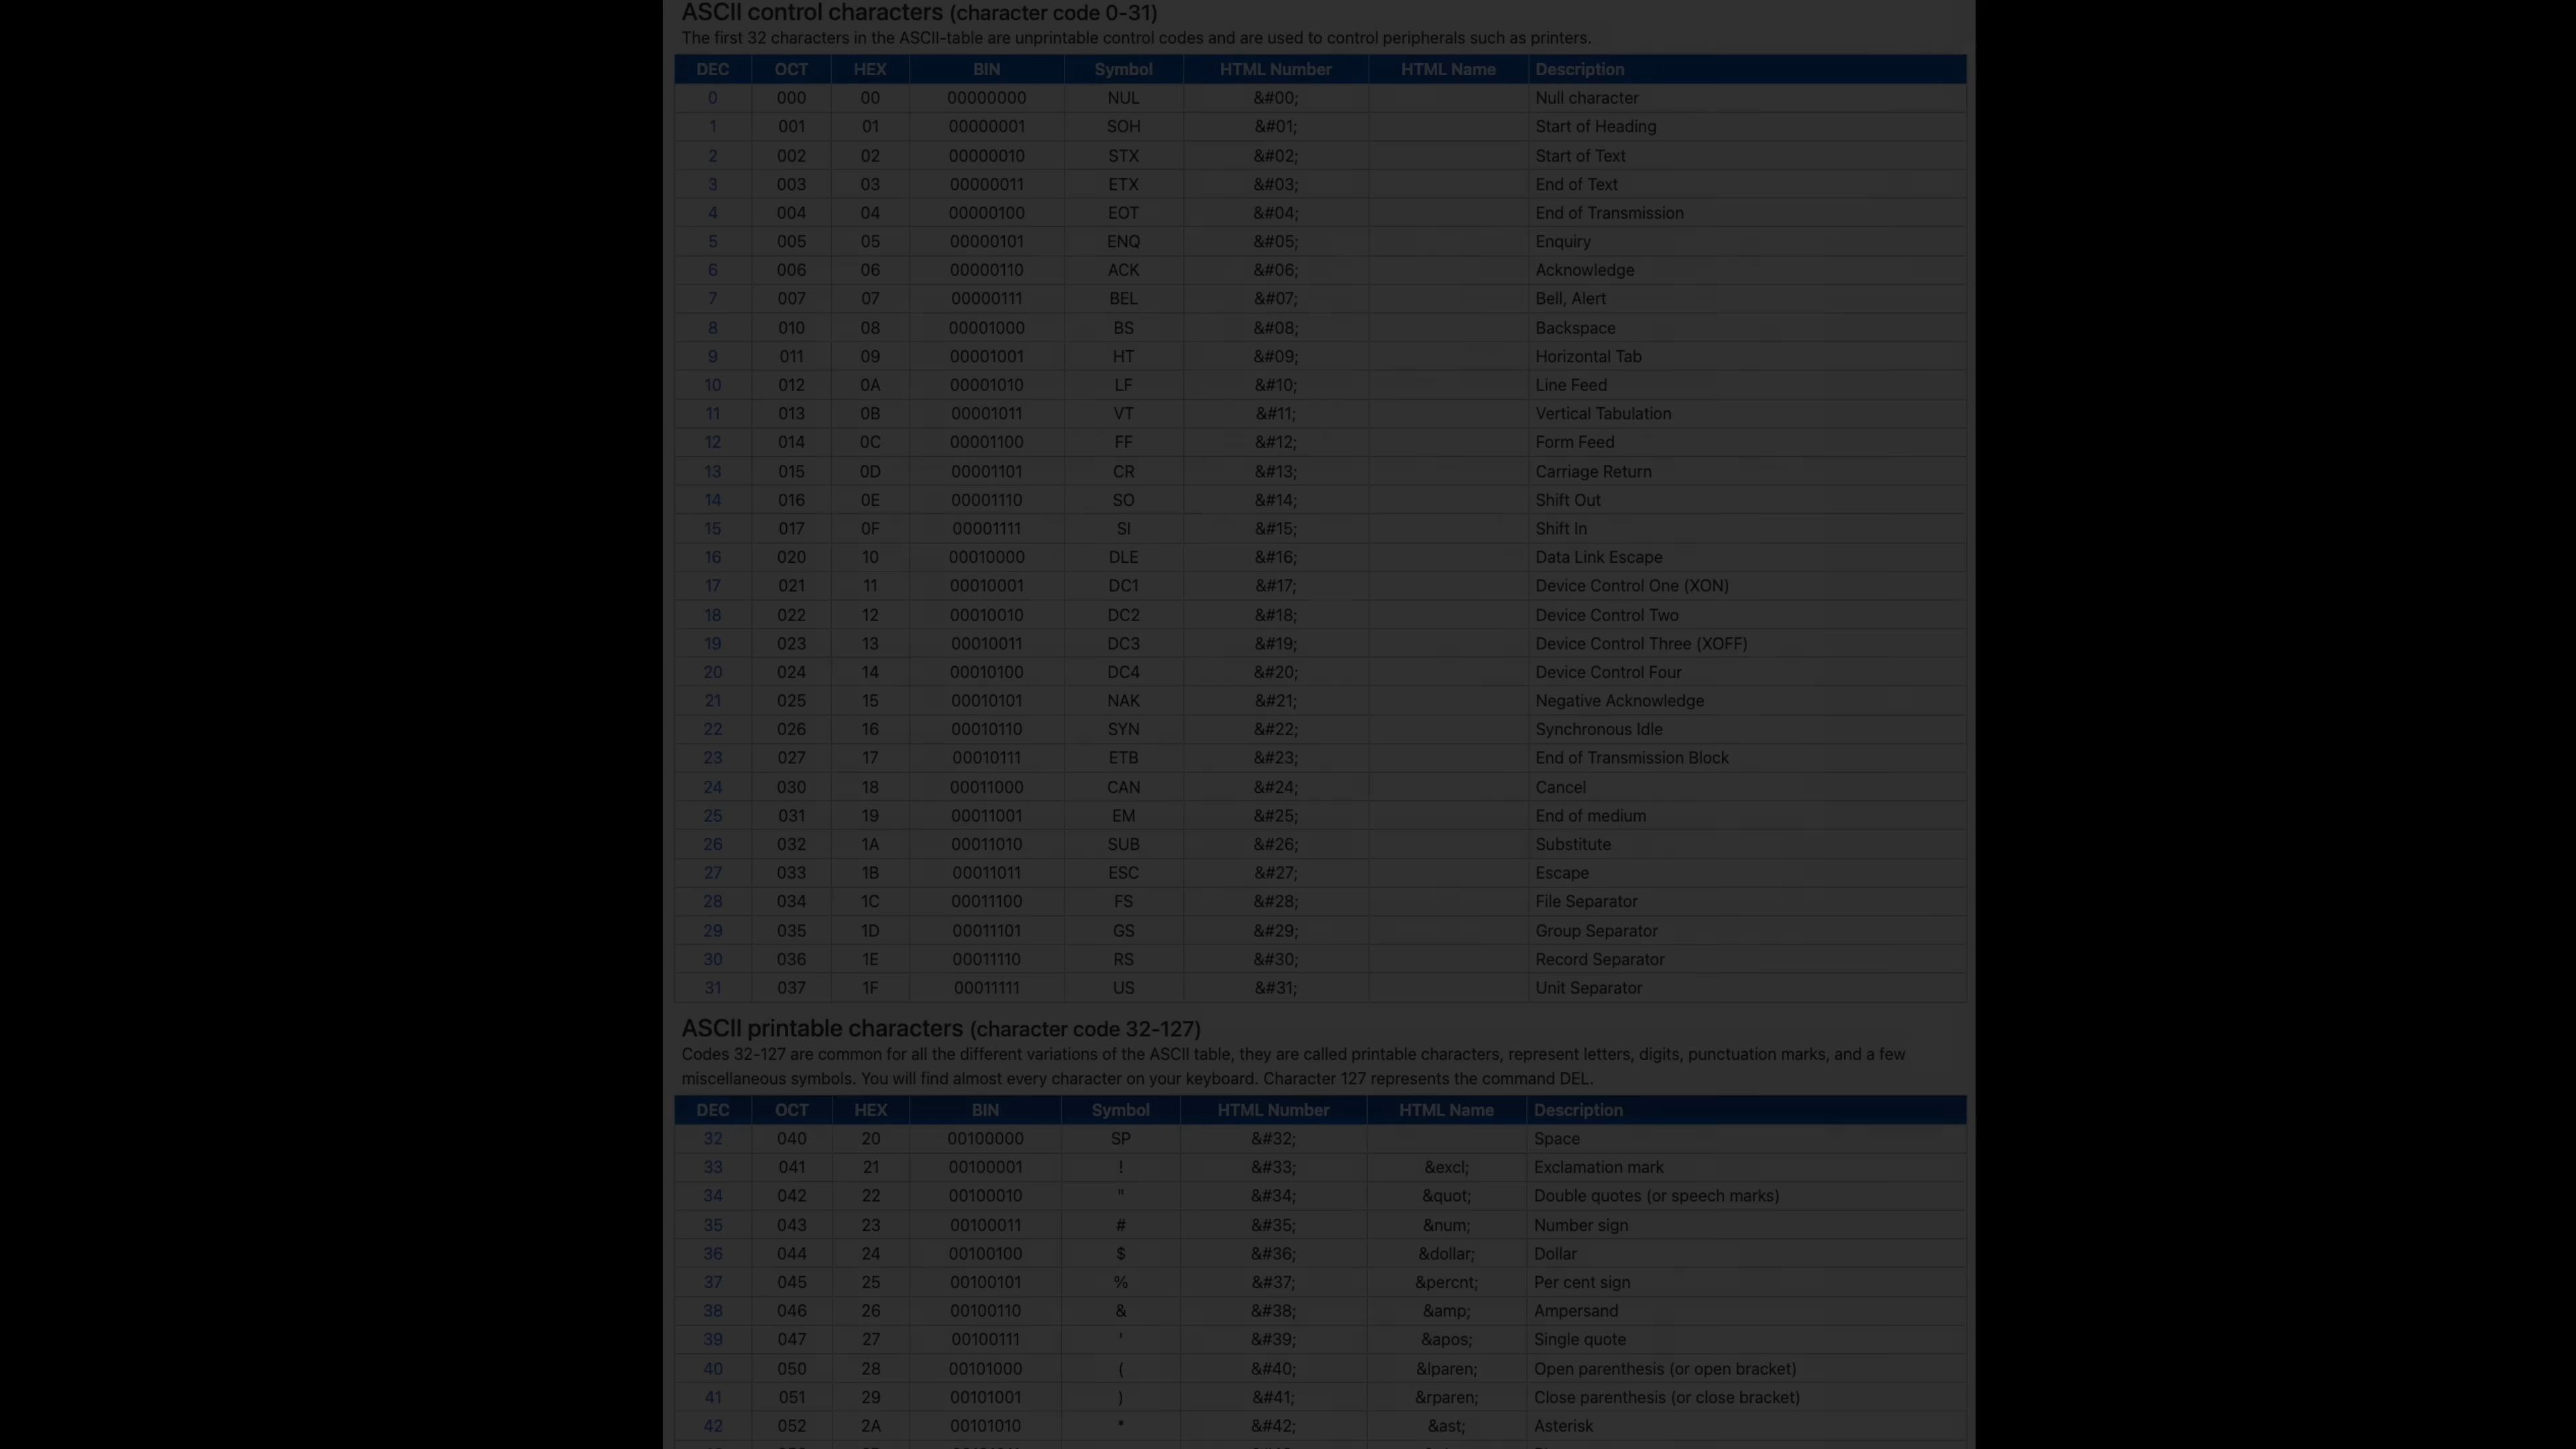 ASCII control characters (character code 0-31)
The first 32 characters in the ASCII-table are unprintable control codes and are used to control peripherals such as printers.
DEC OCT HEX BIN Symbol HTML Number HTML Name Description
0 000 00 00000000 NUL &#00; Null character
1 001 01 00000001 SOH &#01; Start of Heading
2 002 02 00000010 STX &#02; Start of Text
3 003 03 00000011 ETX &#03; End of Text
4 004 04 00000100 EOT &#04; End of Transmission
5 005 05 00000101 ENQ &#05; Enquiry
6 006 06 00000110 ACK &#06; Acknowledge
7 007 07 00000111 BEL &#07; Bell, Alert
8 010 08 00001000 BS &#08; Backspace
9 011 09 00001001 HT &#09; Horizontal Tab
10 012 0A 00001010 LF &#10; Line Feed
11 013 0B 00001011 VT &#11; Vertical Tabulation
12 014 0C 00001100 FF &#12; Form Feed
13 015 0D 00001101 CR &#13; Carriage Return
14 016 0E 00001110 SO &#14; Shift Out
15 017 0F 00001111 SI &#15; Shift In
16 020 10 00010000 DLE &#16; Data Link Escape
17 021 11 00010001 DC1 &#17; Device Control One (XON)
18 022 12 00010010 DC2 &#18; Device Control Two
19 023 13 00010011 DC3 &#19; Device Control Three (XOFF)
20 024 14 00010100 DC4 &#20; Device Control Four
21 025 15 00010101 NAK &#21; Negative Acknowledge
22 026 16 00010110 SYN &#22; Synchronous Idle
23 027 17 00010111 ETB &#23; End of Transmission Block
24 030 18 00011000 CAN &#24; Cancel
25 031 19 00011001 EM &#25; End of medium
26 032 1A 00011010 SUB &#26; Substitute
27 033 1B 00011011 ESC &#27; Escape
28 034 1C 00011100 FS &#28; File Separator
29 035 1D 00011101 GS &#29; Group Separator
30 036 1E 00011110 RS &#30; Record Separator
31 037 1F 00011111 US &#31; Unit Separator
ASCII printable characters (character code 32-127)
Codes 32-127 are common for all the different variations of the ASCII table, they are called printable characters, represent letters, digits, punctuation marks, and a few
miscellaneous symbols. You will find almost every character on your keyboard. Character 127 represents the command DEL.
DEC OCT HEX BIN Symbol HTML Number HTML Name Description
32 040 20 00100000 SP &#32; Space
33 041 21 00100001 ! &#33; &excl; Exclamation mark
34 042 22 00100010 " &#34; &quot; Double quotes (or speech marks)
35 043 23 00100011 # &#35; &num; Number sign
36 044 24 00100100 $ &#36; &dollar; Dollar
37 045 25 00100101 % &#37; &percnt; Per cent sign
38 046 26 00100110 & &#38; &amp; Ampersand
39 047 27 00100111 ' &#39; &apos; Single quote
40 050 28 00101000 ( &#40; &lparen; Open parenthesis (or open bracket)
41 051 29 00101001 ) &#41; &rparen; Close parenthesis (or close bracket)
42 052 2A 00101010 * &#42; &ast; Asterisk